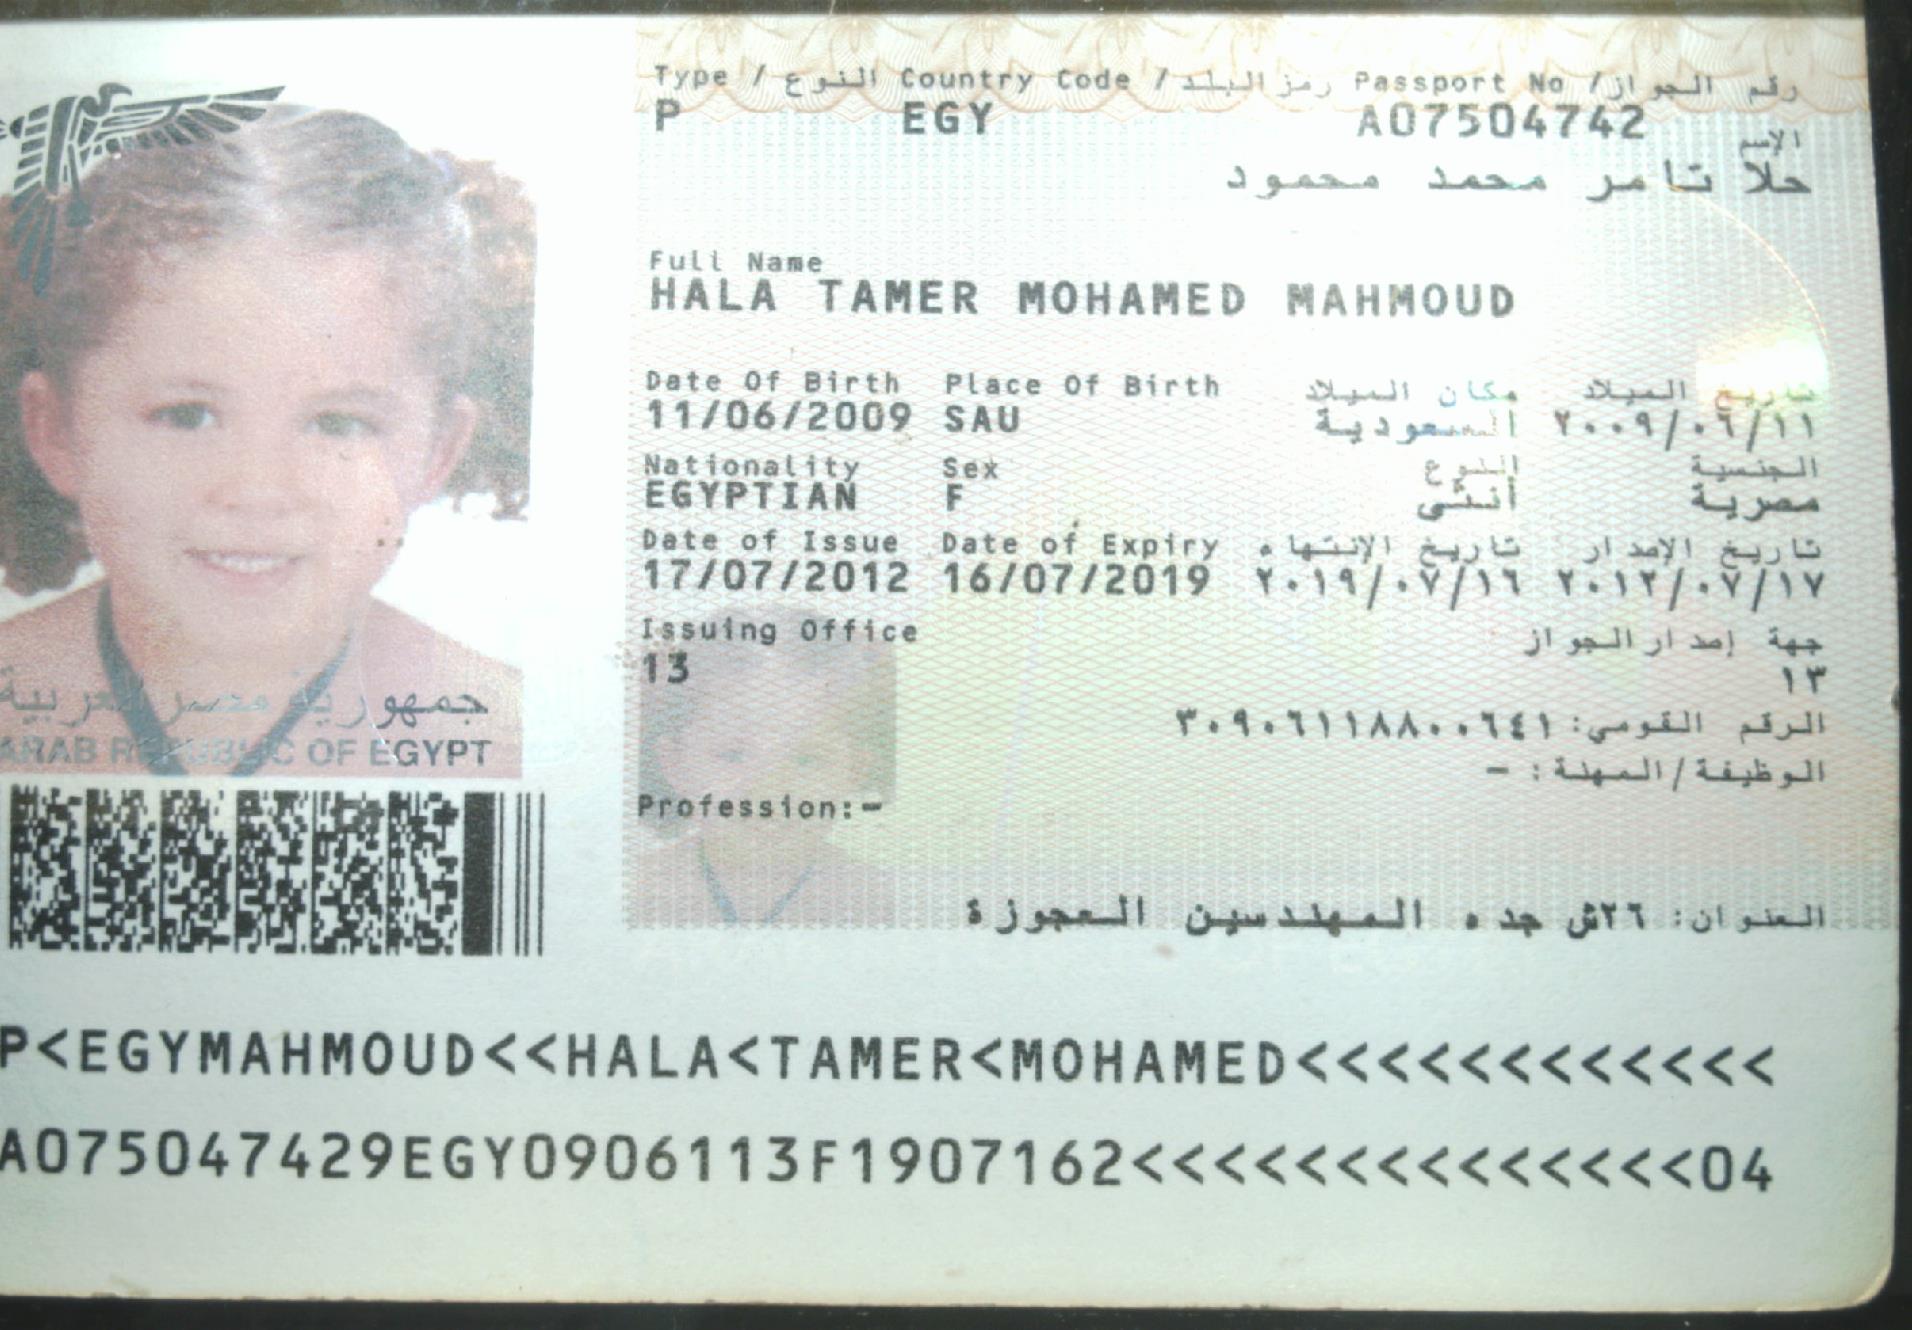 Type / النوع Country Code / رمز البلد Passport No / رقم الجواز
P EGY A07504742
الإسم
حلا تامر محمد محمود
Full Name
HALA TAMER MOHAMED MAHMOUD
Date Of Birth Place Of Birth مكان الميلاد تاريخ الميلاد
11/06/2009 SAU السعودية ٢٠٠٩/٠٦/١١
Nationality Sex النوع الجنسية
EGYPTIAN F أنثى مصرية
Date of Issue Date of Expiry تاريخ الإنتهاء تاريخ الإصدار
17/07/2012 16/07/2019 ٢٠١٩/٠٧/١٦ ٢٠١٢/٠٧/١٧
Issuing Office جهة إصدار الجواز
13 ١٣
الرقم القومي: ٣٠٩٠٦١١٨٨٠٠٦٤١
الوظيفة/المهنة: -
Profession:-
العنوان: ٢٦ش جده المهندسين العجوزة
جمهورية مصر العربية
ARAB REPUBLIC OF EGYPT
P<EGYMAHMOUD<<HALA<TAMER<MOHAMED<<<<<<<<<<<<
A075047429EGY0906113F1907162<<<<<<<<<<<<<<04